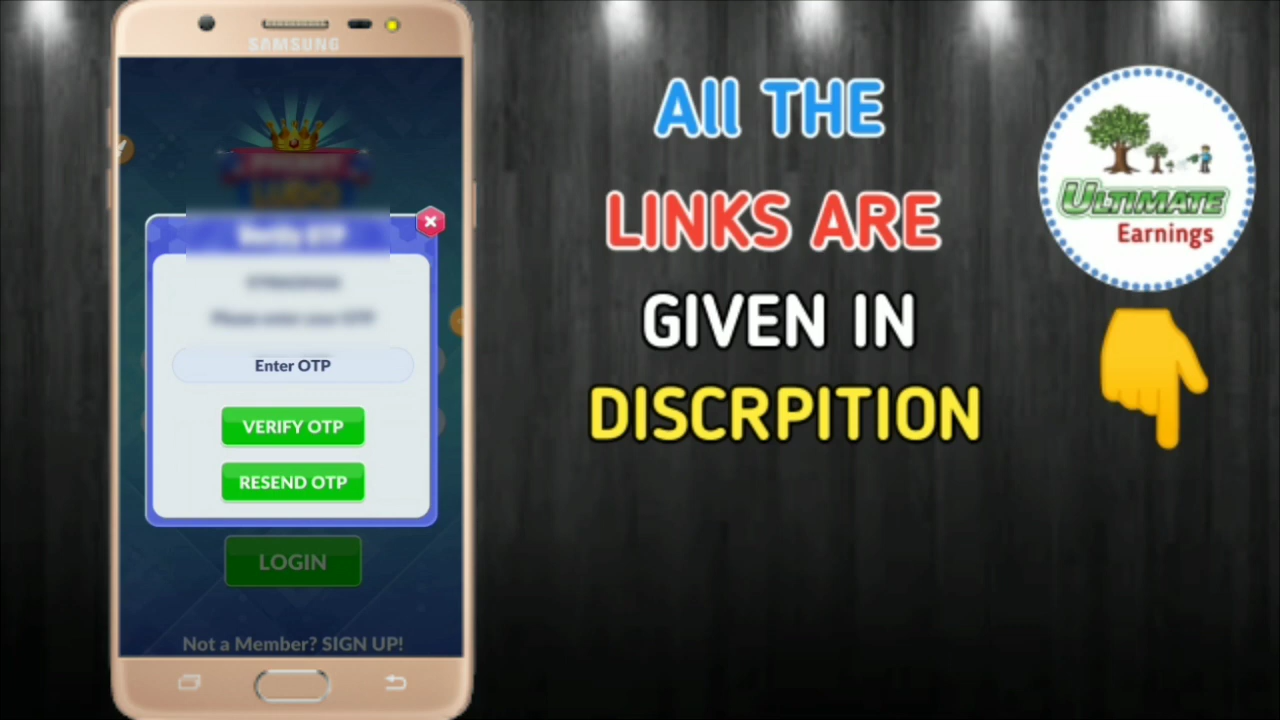 SAMSUNG
Enter OTP
VERIFY OTP
RESEND OTP
LOGIN
Not a Member? SIGN UP!
All THE
LINKS ARE
GIVEN IN
DISCRPITION
ULTIMATE
Earnings